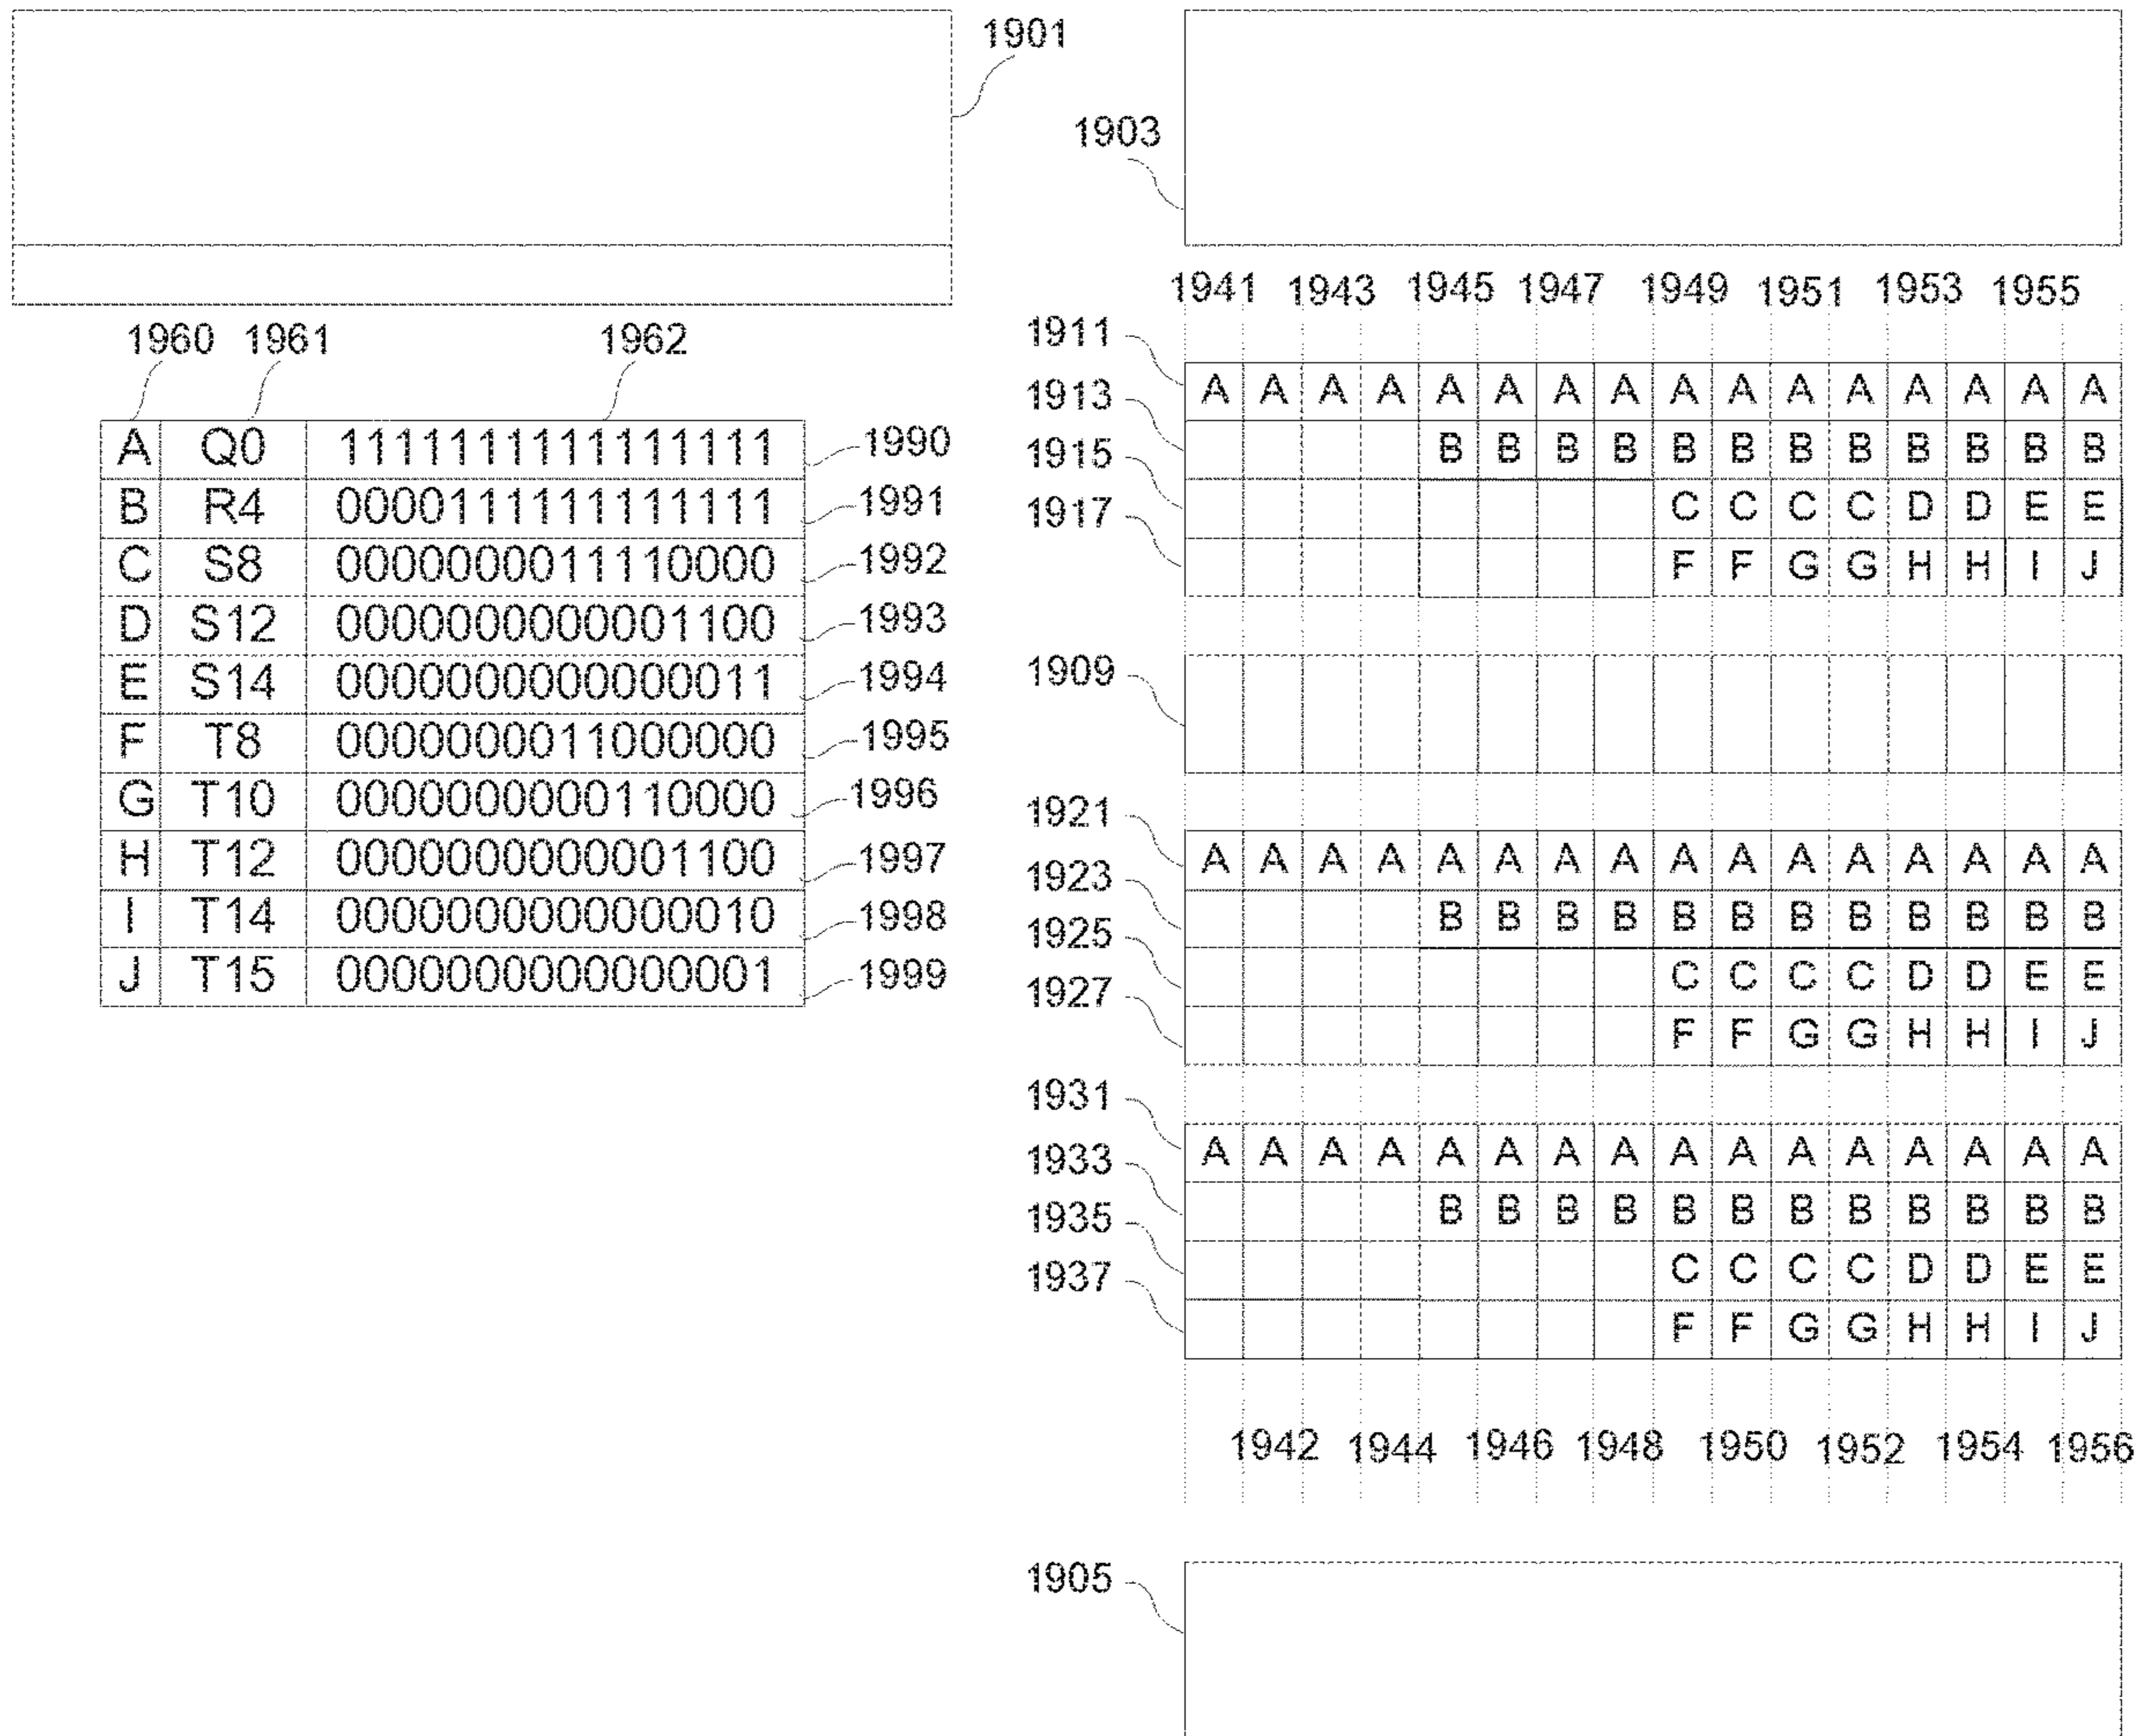 1901
1903
1960 1961 1962
A Q0 1111111111111111 1990
B R4 0000111111111111 1991
C S8 0000000011110000 1992
D S12 0000000000001100 1993
E S14 0000000000000011 1994
F T8 0000000011000000 1995
G T10 0000000000110000 1996
H T12 0000000000001100 1997
I T14 0000000000000010 1998
J T15 0000000000000001 1999
1941 1943 1945 1947 1949 1951 1953 1955
1911 A A A A A A A A A A A A A A A A
1913 B B B B B B B B B B B B
1915 C C C C D D E E
1917 F F G G H H I J
1909
1921 A A A A A A A A A A A A A A A A
1923 B B B B B B B B B B B B
1925 C C C C D D E E
1927 F F G G H H I J
1931 A A A A A A A A A A A A A A A A
1933 B B B B B B B B B B B B
1935 C C C C D D E E
1937 F F G G H H I J
1942 1944 1946 1948 1950 1952 1954 1956
1905